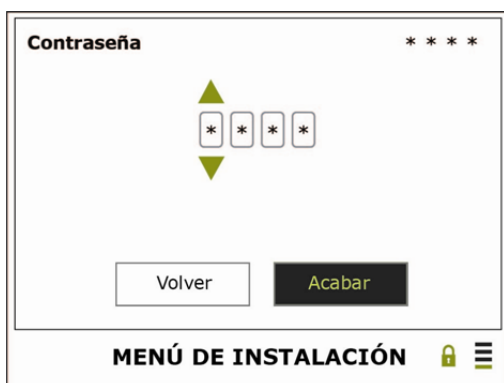 Contraseña * * * *
* * * *
Volver Acabar
MENÚ DE INSTALACIÓN